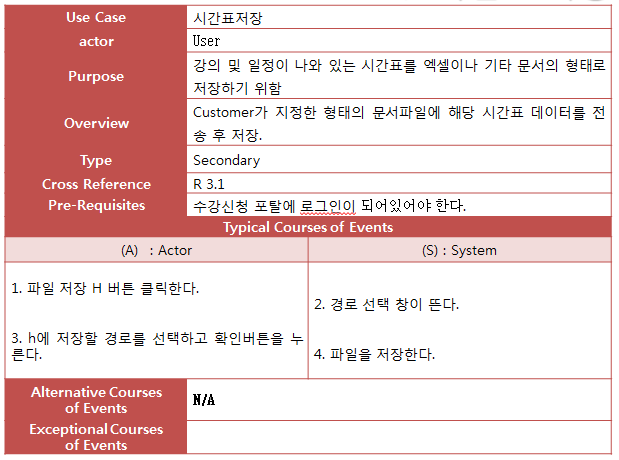 Use Case 시간표저장
actor User
Purpose 강의 및 일정이 나와 있는 시간표를 엑셀이나 기타 문서의 형태로
저장하기 위함
Overview Customer가 지정한 형태의 문서파일에 해당 시간표 데이터를 전
송 후 저장.
Type Secondary
Cross Reference R 3.1
Pre-Requisites 수강신청 포탈에 로그인이 되어있어야 한다.
Typical Courses of Events
(A) : Actor (S) : System
1. 파일 저장 H 버튼 클릭한다.
2. 경로 선택 창이 뜬다.
3. h에 저장할 경로를 선택하고 확인버튼을 누
른다.
4. 파일을 저장한다.
Alternative Courses
of Events N/A
Exceptional Courses
of Events